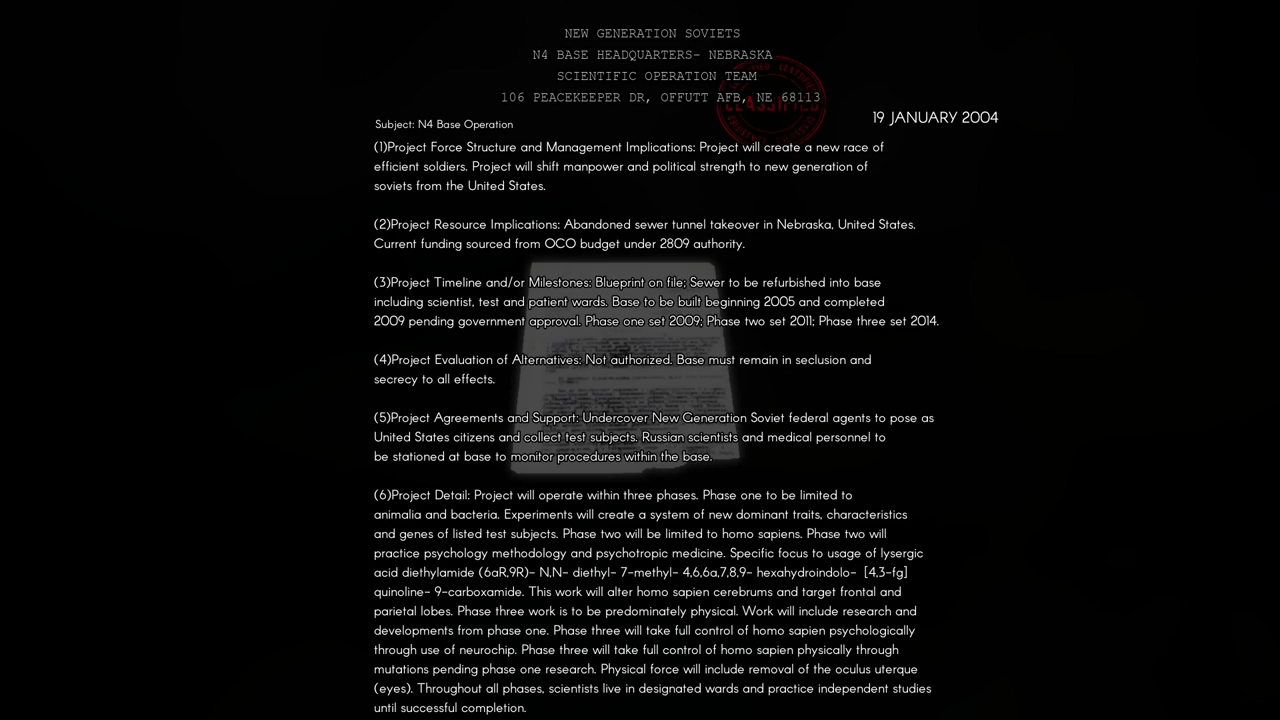 NEW GENERATION SOVIETS
N4 BASE HEADQUARTERS- NEBRASKA
SCIENTIFIC OPERATION TEAM
106 PEACEKEEPER DR, OFFUTT AFB, NE 68113
CLASSIFIED
19 JANUARY 2004
Subject: N4 Base Operation
(1)Project Force Structure and Management Implications: Project will create a new race of
efficient soldiers. Project will shift manpower and political strength to new generation of
soviets from the United States.
(2)Project Resource Implications: Abandoned sewer tunnel takeover in Nebraska, United States.
Current funding sourced from OCO budget under 2809 authority.
(3)Project Timeline and/or Milestones: Blueprint on file; Sewer to be refurbished into base
including scientist, test and patient wards. Base to be built beginning 2005 and completed
2009 pending government approval. Phase one set 2009; Phase two set 2011; Phase three set 2014.
(4)Project Evaluation of Alternatives: Not authorized. Base must remain in seclusion and
secrecy to all effects.
(5)Project Agreements and Support: Undercover New Generation Soviet federal agents to pose as
United States citizens and collect test subjects. Russian scientists and medical personnel to
be stationed at base to monitor procedures within the base.
(6)Project Detail: Project will operate within three phases. Phase one to be limited to
animalia and bacteria. Experiments will create a system of new dominant traits, characteristics
and genes of listed test subjects. Phase two will be limited to homo sapiens. Phase two will
practice psychology methodology and psychotropic medicine. Specific focus to usage of lysergic
acid diethylamide (6aR,9R)- N,N- diethyl- 7-methyl- 4,6,6a,7,8,9- hexahydroindolo- [4,3-fg]
quinoline- 9-carboxamide. This work will alter homo sapien cerebrums and target frontal and
parietal lobes. Phase three work is to be predominately physical. Work will include research and
developments from phase one. Phase three will take full control of homo sapien psychologically
through use of neurochip. Phase three will take full control of homo sapien physically through
mutations pending phase one research. Physical force will include removal of the oculus uterque
(eyes). Throughout all phases, scientists live in designated wards and practice independent studies
until successful completion.